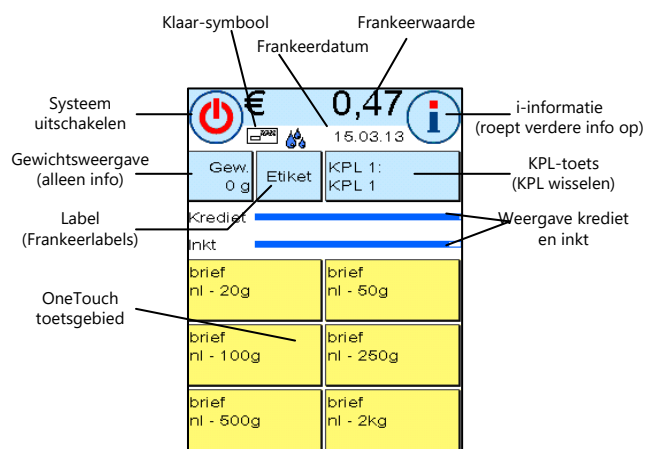 Klaar-symbool
Frankeerwaarde
Frankeerdatum
Systeem
uitschakelen
€ 0,47
i
i-informatie
(roept verdere info op)
15.03.13
Gewichtsweergave
(alleen info)
Gew.
0 g
Etiket
KPL 1:
KPL 1
KPL-toets
(KPL wisselen)
Label
(Frankeerlabels)
Krediet
Inkt
Weergave krediet
en inkt
OneTouch
toetsgebied
brief
nl - 20g
brief
nl - 50g
brief
nl - 100g
brief
nl - 250g
brief
nl - 500g
brief
nl - 2kg